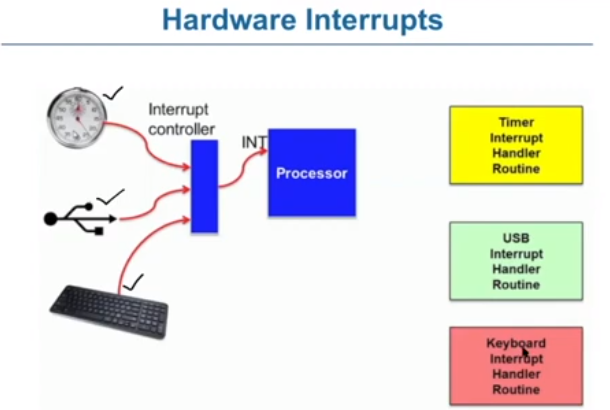 Hardware Interrupts
Interrupt
controller
INT
Processor
Timer
Interrupt
Handler
Routine
USB
Interrupt
Handler
Routine
Keyboard
Interrupt
Handler
Routine